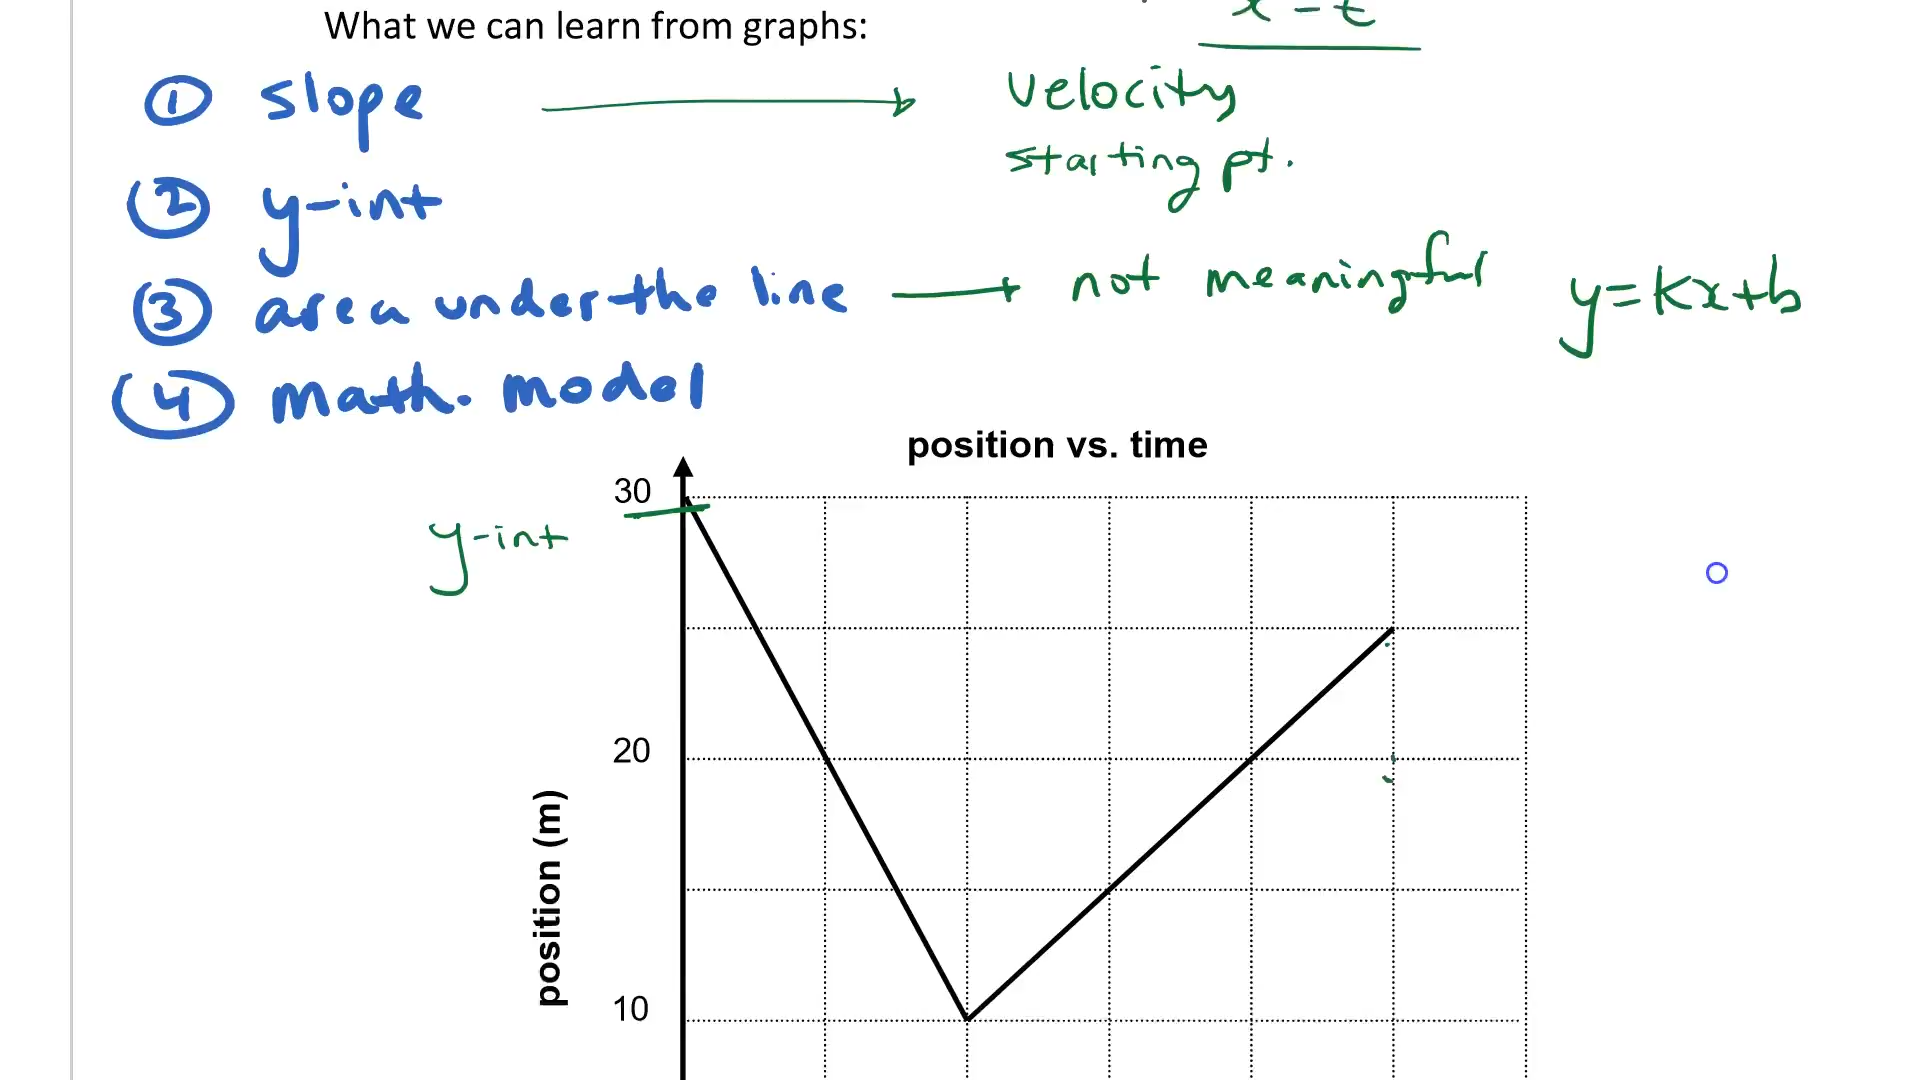 What we can learn from graphs:
x - t
① slope
velocity
starting pt.
② y-int
③ area under the line
not meaningful
y=kx+b
④ math. model
position vs. time
30
y-int
20
position (m)
10